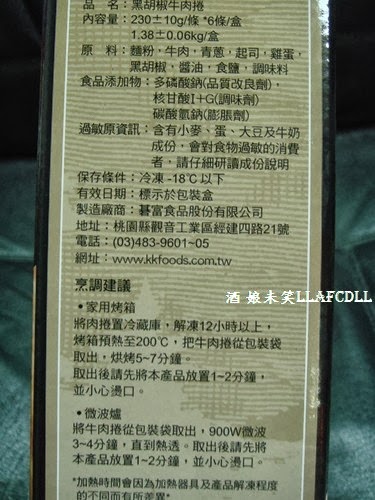 品　名：黑胡椒牛肉捲
內容量：230±10g/條 *6條/盒
1.38±0.06kg/盒
原　料：麵粉，牛肉，青蔥，起司，雞蛋，
黑胡椒，醬油，食鹽，調味料
食品添加物：多磷酸鈉(品質改良劑)，
核甘酸I+G(調味劑)
碳酸氫鈉(膨脹劑)
過敏原資訊：含有小麥、蛋、大豆及牛奶
成份，會對食物過敏的消費
者，請仔細研讀成份說明
保存條件：冷凍 -18℃以下
有效日期：標示於包裝盒
製造廠商：碁富食品股份有限公司
地址：桃園縣觀音工業區經建四路21號
電話：(03)483-9601~05
網址：www.kkfoods.com.tw
烹調建議
•家用烤箱
將肉捲置冷藏庫，解凍12小時以上，
烤箱預熱至200℃，把牛肉捲從包裝袋
取出，烘烤5~7分鐘。
取出後請先將本產品放置1~2分鐘，
並小心燙口。
•微波爐
將牛肉捲從包裝袋取出，900W微波
3~4分鐘，直到熱透。取出後請先將
本產品放置1~2分鐘，並小心燙口。
*加熱時間會因為加熱器具及產品解凍程度
的不同而有所差異*
酒娘未笑LLAFCDLL